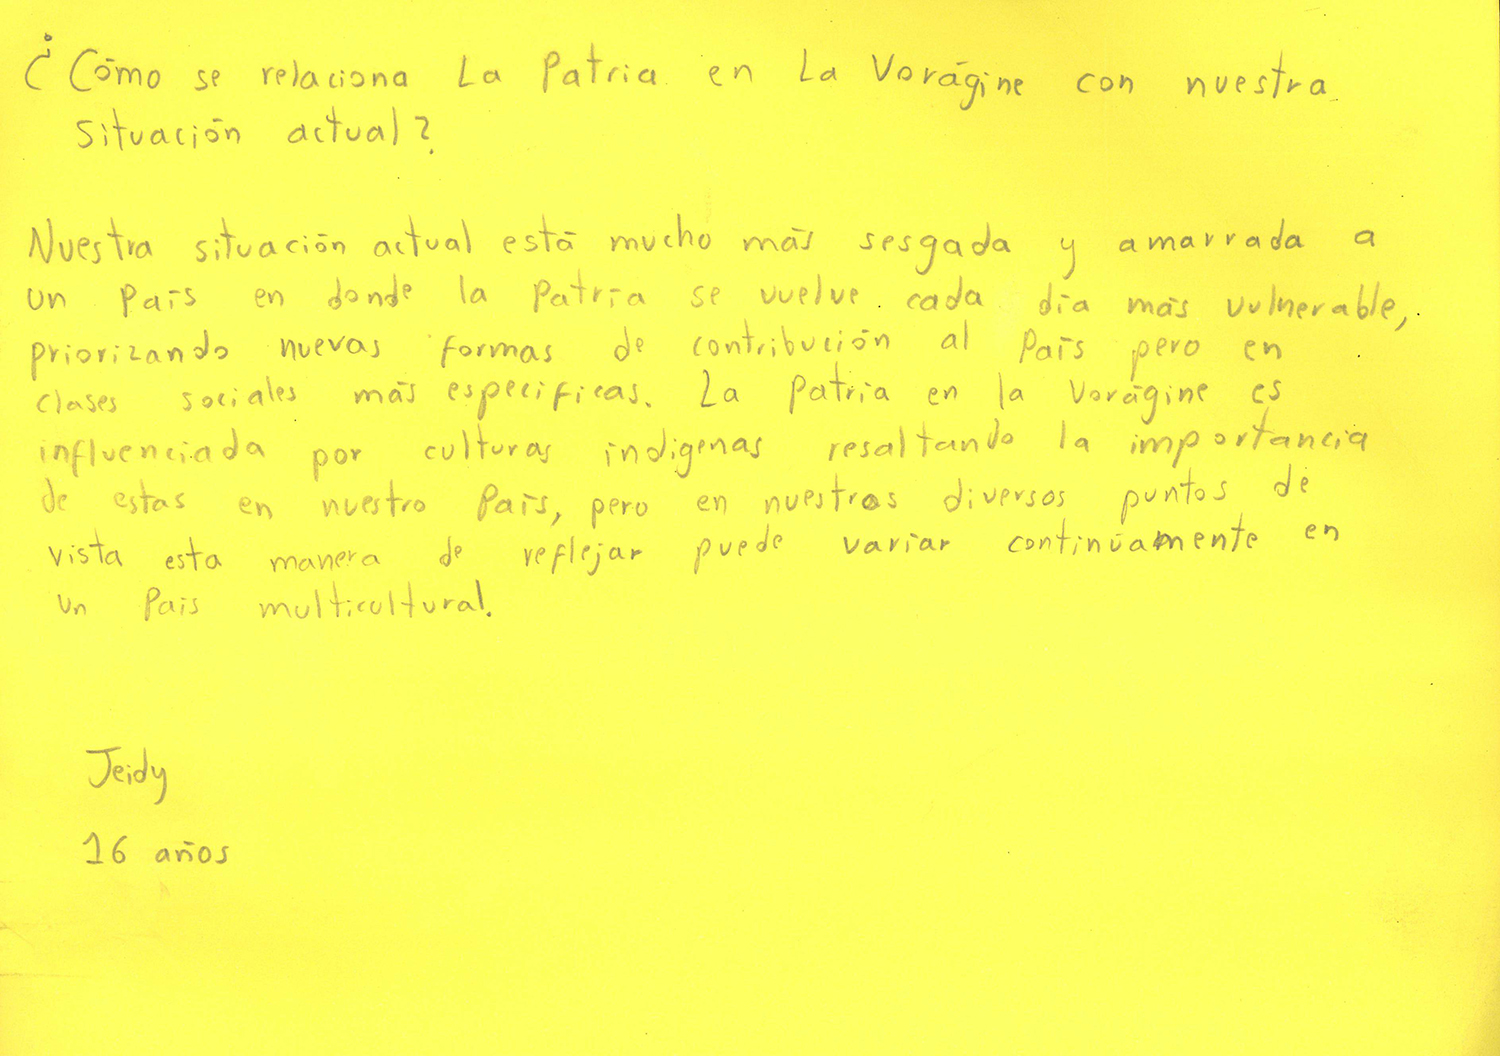 ¿Cómo se relaciona La Patria en La Vorágine con nuestra
situación actual?
Nuestra situación actual está mucho más sesgada y amarrada a
un País en donde la Patria se vuelve cada día más vulnerable,
priorizando nuevas formas de contribución al País pero en
clases sociales más especificas. La Patria en la Vorágine es
influenciada por culturas indigenas resaltando la importancia
de estas en nuestro País, pero en nuestros diversos puntos de
vista esta manera de reflejar puede variar continúamente en
un País multicultural.
Jeidy
16 años